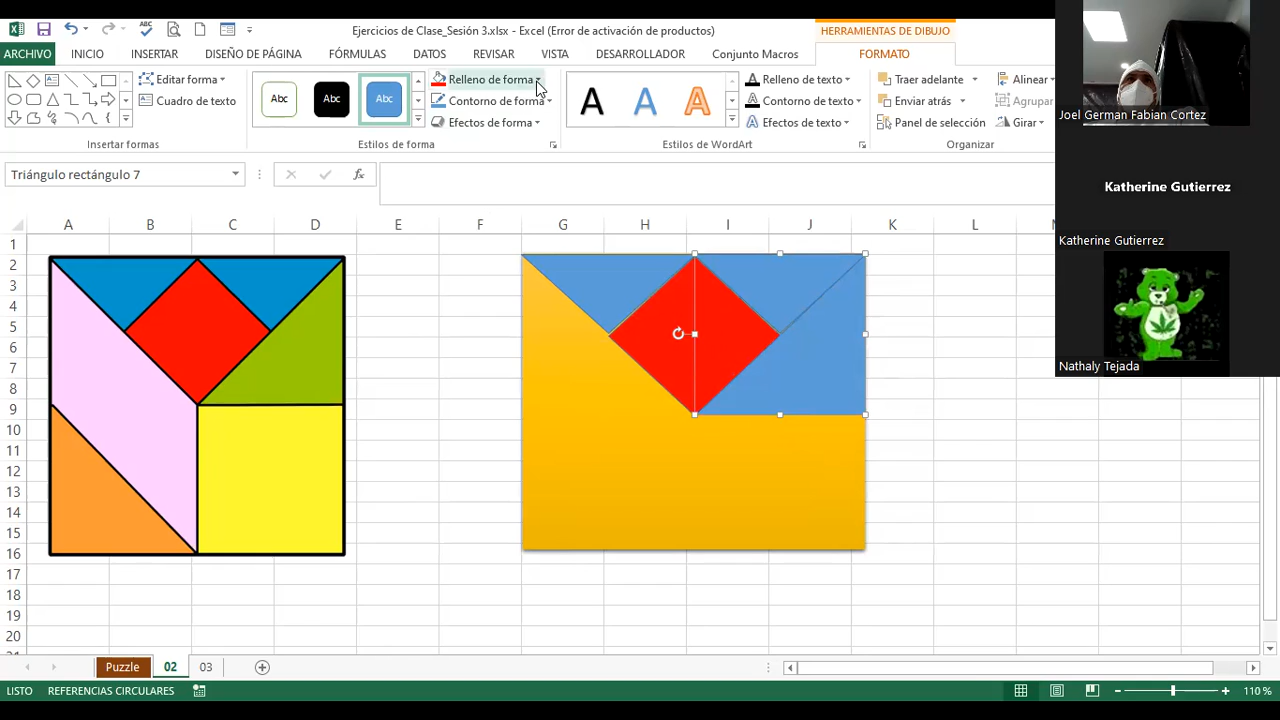 Ejercicios de Clase_Sesión 3.xlsx - Excel (Error de activación de productos)
HERRAMIENTAS DE DIBUJO
ARCHIVO INICIO INSERTAR DISEÑO DE PÁGINA FÓRMULAS DATOS REVISAR VISTA DESARROLLADOR Conjunto Macros FORMATO
Editar forma
Cuadro de texto
Insertar formas
Abc Abc Abc
Relleno de forma
Contorno de forma
Efectos de forma
Estilos de forma
A A A
Relleno de texto
Contorno de texto
Efectos de texto
Estilos de WordArt
Traer adelante
Enviar atrás
Panel de selección
Alinear
Agrupar
Girar
Organizar
Joel German Fabian Cortez
Katherine Gutierrez
Katherine Gutierrez
Nathaly Tejada
Triángulo rectángulo 7
fx
A B C D E F G H I J K L
1
2
3
4
5
6
7
8
9
10
11
12
13
14
15
16
17
18
19
20
Puzzle 02 03
LISTO REFERENCIAS CIRCULARES
110 %